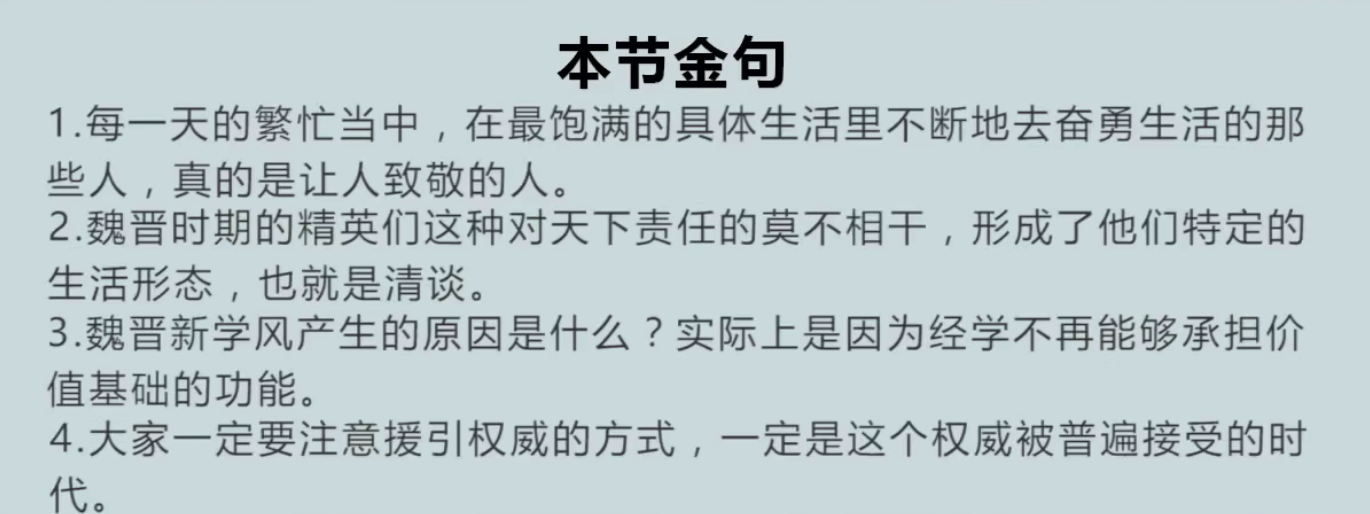 本节金句
1.每一天的繁忙当中，在最饱满的具体生活里不断地去奋勇生活的那
些人，真的是让人致敬的人。
2.魏晋时期的精英们这种对天下责任的莫不相干，形成了他们特定的
生活形态，也就是清谈。
3.魏晋新学风产生的原因是什么？实际上是因为经学不再能够承担价
值基础的功能。
4.大家一定要注意援引权威的方式，一定是这个权威被普遍接受的时
代。